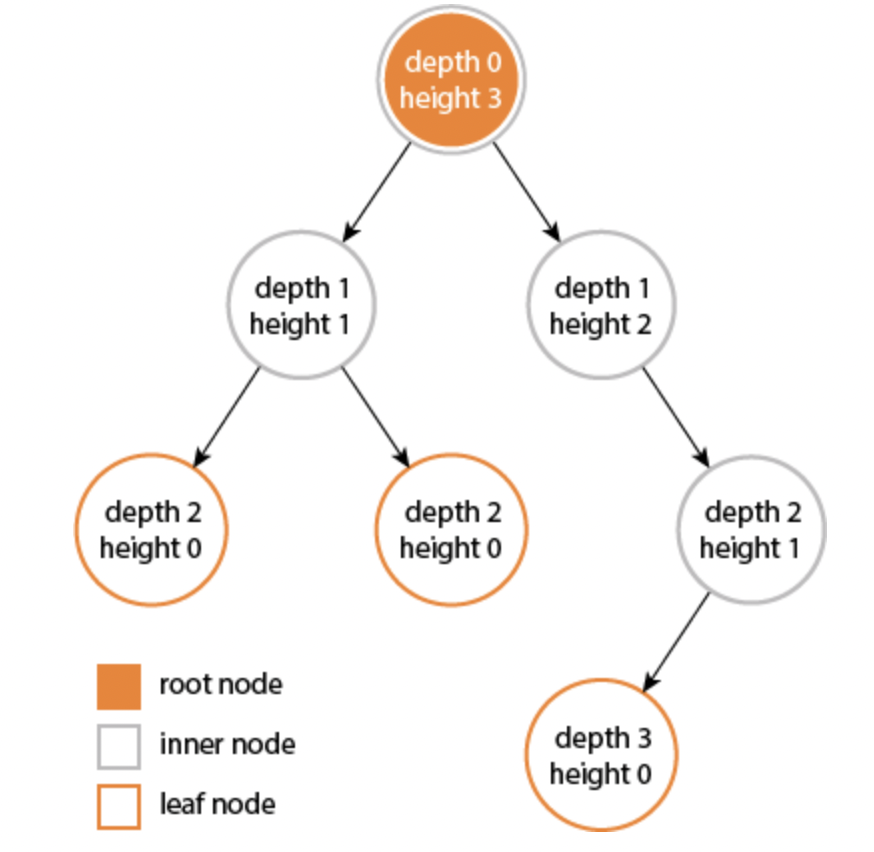 depth 0
height 3
depth 1
height 1
depth 1
height 2
depth 2
height 0
depth 2
height 0
depth 2
height 1
depth 3
height 0
root node
inner node
leaf node